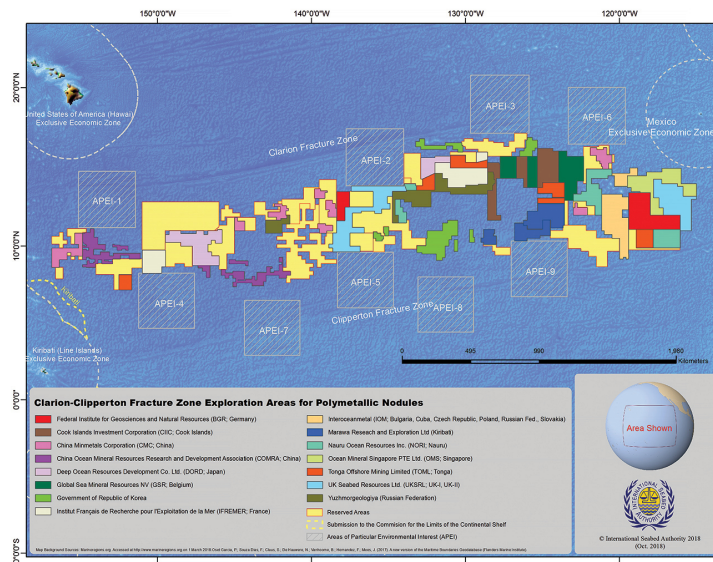 150°0'0"W 140°0'0"W 130°0'0"W 120°0'0"W
20°0'0"N
10°0'0"N
0°0'0"
0°0'0"S
United States of America (Hawaii)
Exclusive Economic Zone
Mexico
Exclusive Economic Zone
Clarion Fracture Zone
APEI-3
APEI-6
APEI-2
APEI-1
APEI-4
APEI-7
APEI-5
APEI-8
APEI-9
Clipperton Fracture Zone
Kiribati
Kiribati (Line Islands)
Exclusive Economic Zone
0 495 990 1,980
Kilometers
Clarion-Clipperton Fracture Zone Exploration Areas for Polymetallic Nodules
Federal Institute for Geosciences and Natural Resources (BGR; Germany)
Cook Islands Investment Corporation (CIIC; Cook Islands)
China Minmetals Corporation (CMC; China)
China Ocean Mineral Resources Research and Development Association (COMRA; China)
Deep Ocean Resources Development Co. Ltd. (DORD; Japan)
Global Sea Mineral Resources NV (GSR; Belgium)
Government of Republic of Korea
Institut Français de Recherche pour l'Exploitation de la Mer (IFREMER; France)
Interoceanmetal (IOM; Bulgaria, Cuba, Czech Republic, Poland, Russian Fed., Slovakia)
Marawa Reseach and Exploration Ltd (Kiribati)
Nauru Ocean Resources Inc. (NORI; Nauru)
Ocean Mineral Singapore PTE Ltd. (OMS; Singapore)
Tonga Offshore Mining Limited (TOML; Tonga)
UK Seabed Resources Ltd. (UKSRL; UK-I, UK-II)
Yuzhmorgeologiya (Russian Federation)
Reserved Areas
Submission to the Commision for the Limits of the Continental Shelf
Areas of Particular Environmental Interest (APEI)
Area Shown
INTERNATIONAL SEABED AUTHORITY
© International Seabed Authority 2018
(Oct. 2018)